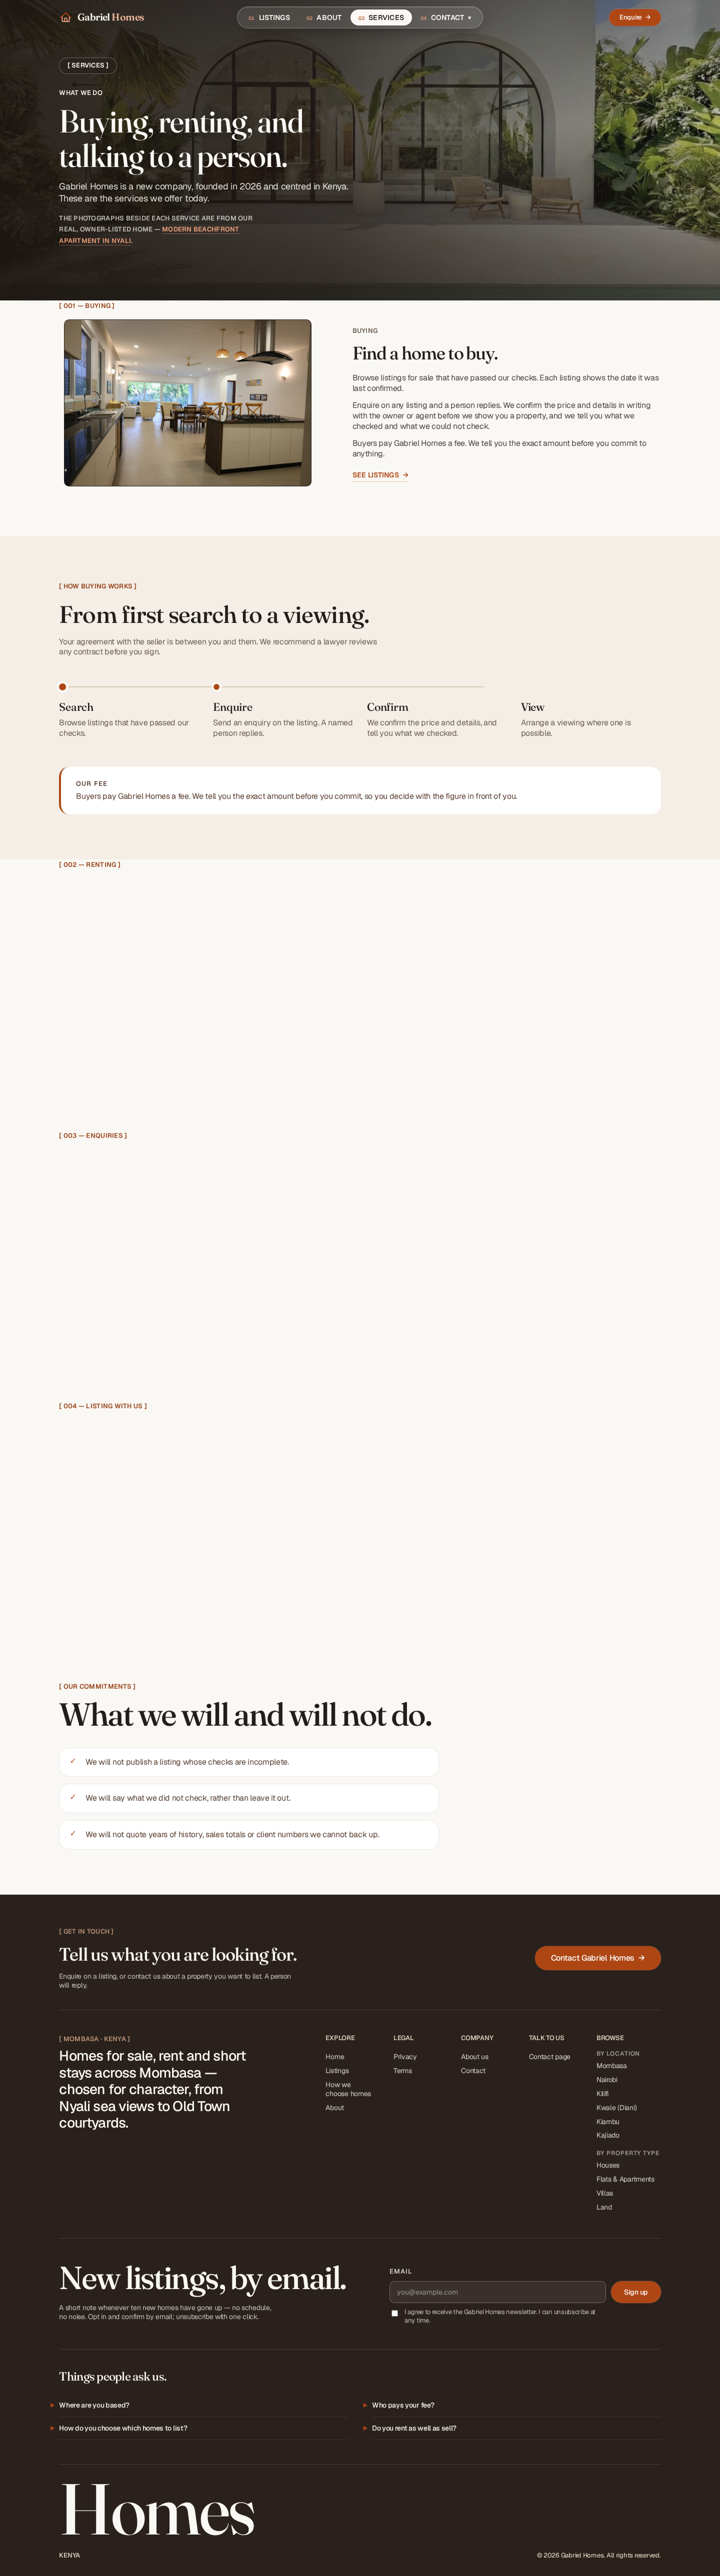 Gabriel Homes
01 LISTINGS
02 ABOUT
03 SERVICES
04 CONTACT ▾
Enquire →
[ SERVICES ]
WHAT WE DO
Buying, renting, and
talking to a person.
Gabriel Homes is a new company, founded in 2026 and centred in Kenya.
These are the services we offer today.
THE PHOTOGRAPHS BESIDE EACH SERVICE ARE FROM OUR
REAL, OWNER-LISTED HOME — MODERN BEACHFRONT
APARTMENT IN NYALI.
[ 001 — BUYING ]
BUYING
Find a home to buy.
Browse listings for sale that have passed our checks. Each listing shows the date it was
last confirmed.
Enquire on any listing and a person replies. We confirm the price and details in writing
with the owner or agent before we show you a property, and we tell you what we
checked and what we could not check.
Buyers pay Gabriel Homes a fee. We tell you the exact amount before you commit to
anything.
SEE LISTINGS →
[ HOW BUYING WORKS ]
From first search to a viewing.
Your agreement with the seller is between you and them. We recommend a lawyer reviews
any contract before you sign.
Search
Browse listings that have passed our
checks.
Enquire
Send an enquiry on the listing. A named
person replies.
Confirm
We confirm the price and details, and
tell you what we checked.
View
Arrange a viewing where one is
possible.
OUR FEE
Buyers pay Gabriel Homes a fee. We tell you the exact amount before you commit, so you decide with the figure in front of you.
[ 002 — RENTING ]
[ 003 — ENQUIRIES ]
[ 004 — LISTING WITH US ]
[ OUR COMMITMENTS ]
What we will and will not do.
✓ We will not publish a listing whose checks are incomplete.
✓ We will say what we did not check, rather than leave it out.
✓ We will not quote years of history, sales totals or client numbers we cannot back up.
[ GET IN TOUCH ]
Tell us what you are looking for.
Enquire on a listing, or contact us about a property you want to list. A person
will reply.
Contact Gabriel Homes →
[ MOMBASA · KENYA ]
Homes for sale, rent and short
stays across Mombasa —
chosen for character, from
Nyali sea views to Old Town
courtyards.
EXPLORE
Home
Listings
How we
choose homes
About
LEGAL
Privacy
Terms
COMPANY
About us
Contact
TALK TO US
Contact page
BROWSE
BY LOCATION
Mombasa
Nairobi
Kilifi
Kwale (Diani)
Kiambu
Kajiado
BY PROPERTY TYPE
Houses
Flats & Apartments
Villas
Land
New listings, by email.
A short note whenever ten new homes have gone up — no schedule,
no noise. Opt in and confirm by email; unsubscribe with one click.
EMAIL
you@example.com
Sign up
I agree to receive the Gabriel Homes newsletter. I can unsubscribe at
any time.
Things people ask us.
Where are you based?
Who pays your fee?
How do you choose which homes to list?
Do you rent as well as sell?
Homes
KENYA
© 2026 Gabriel Homes. All rights reserved.